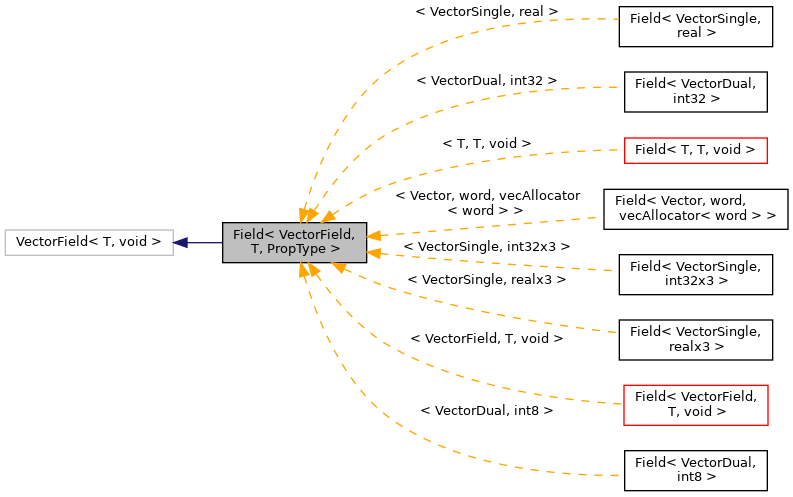 < VectorSingle, real >
Field< VectorSingle,
real >
< VectorDual, int32 >
Field< VectorDual,
int32 >
< T, T, void >
Field< T, T, void >
< Vector, word, vecAllocator
< word > >
Field< Vector, word,
vecAllocator< word > >
VectorField< T, void >
Field< VectorField,
T, PropType >
< VectorSingle, int32x3 >
Field< VectorSingle,
int32x3 >
< VectorSingle, realx3 >
Field< VectorSingle,
realx3 >
< VectorField, T, void >
Field< VectorField,
T, void >
< VectorDual, int8 >
Field< VectorDual,
int8 >